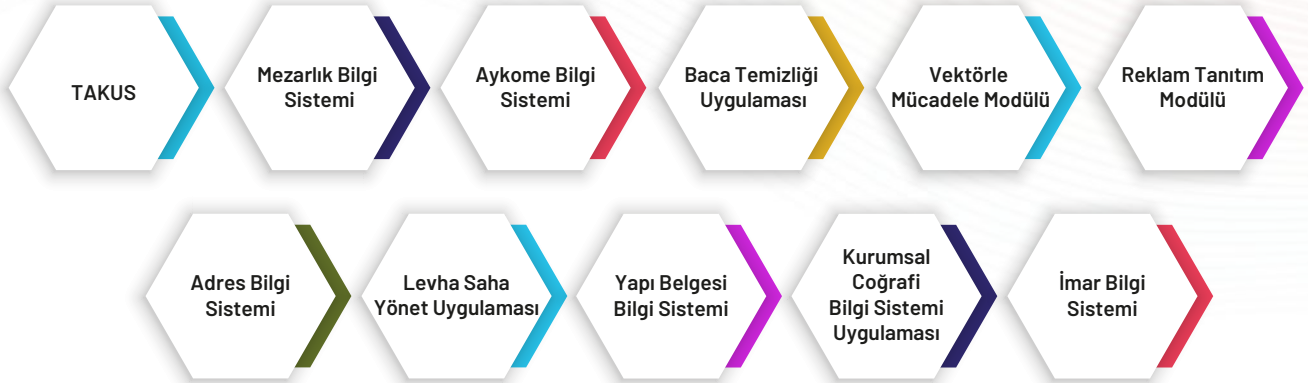 TAKUS
Mezarlık Bilgi
Sistemi
Aykome Bilgi
Sistemi
Baca Temizliği
Uygulaması
Vektörle
Mücadele Modülü
Reklam Tanıtım
Modülü
Adres Bilgi
Sistemi
Levha Saha
Yönet Uygulaması
Yapı Belgesi
Bilgi Sistemi
Kurumsal
Coğrafi
Bilgi Sistemi
Uygulaması
İmar Bilgi
Sistemi